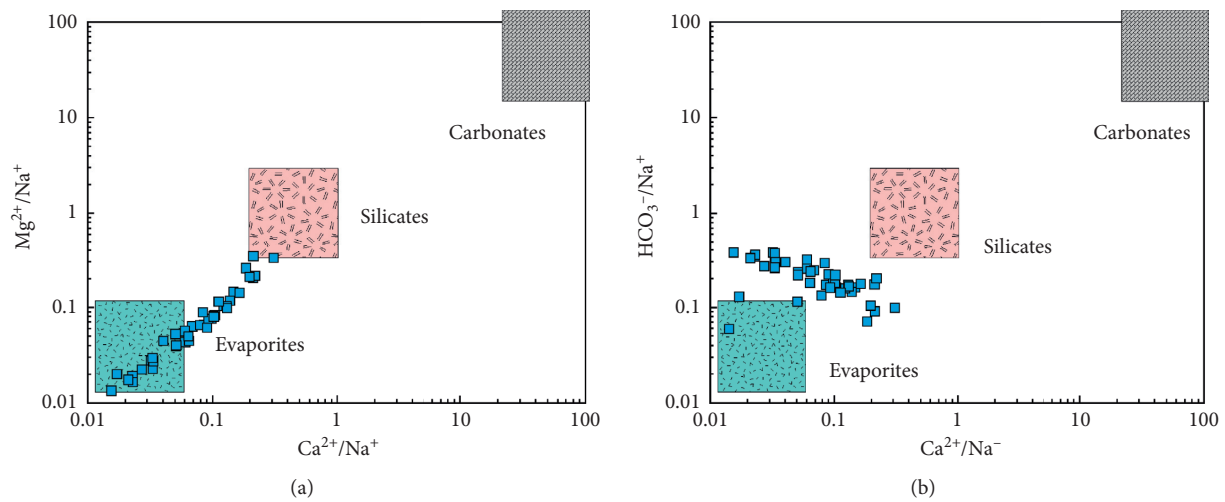 100
10
1
0.1
0.01
Mg²⁺/Na⁺
Carbonates
Silicates
Evaporites
0.01
0.1
1
10
100
Ca²⁺/Na⁺
(a)
100
10
1
0.1
0.01
HCO₃⁻/Na⁺
Carbonates
Silicates
Evaporites
0.01
0.1
1
10
100
Ca²⁺/Na⁻
(b)